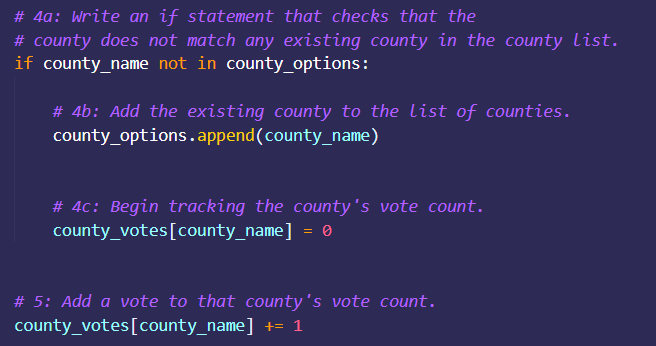 # 4a: Write an if statement that checks that the
# county does not match any existing county in the county list.
if county_name not in county_options:
# 4b: Add the existing county to the list of counties.
county_options.append(county_name)
# 4c: Begin tracking the county's vote count.
county_votes[county_name] = 0
# 5: Add a vote to that county's vote count.
county_votes[county_name] += 1